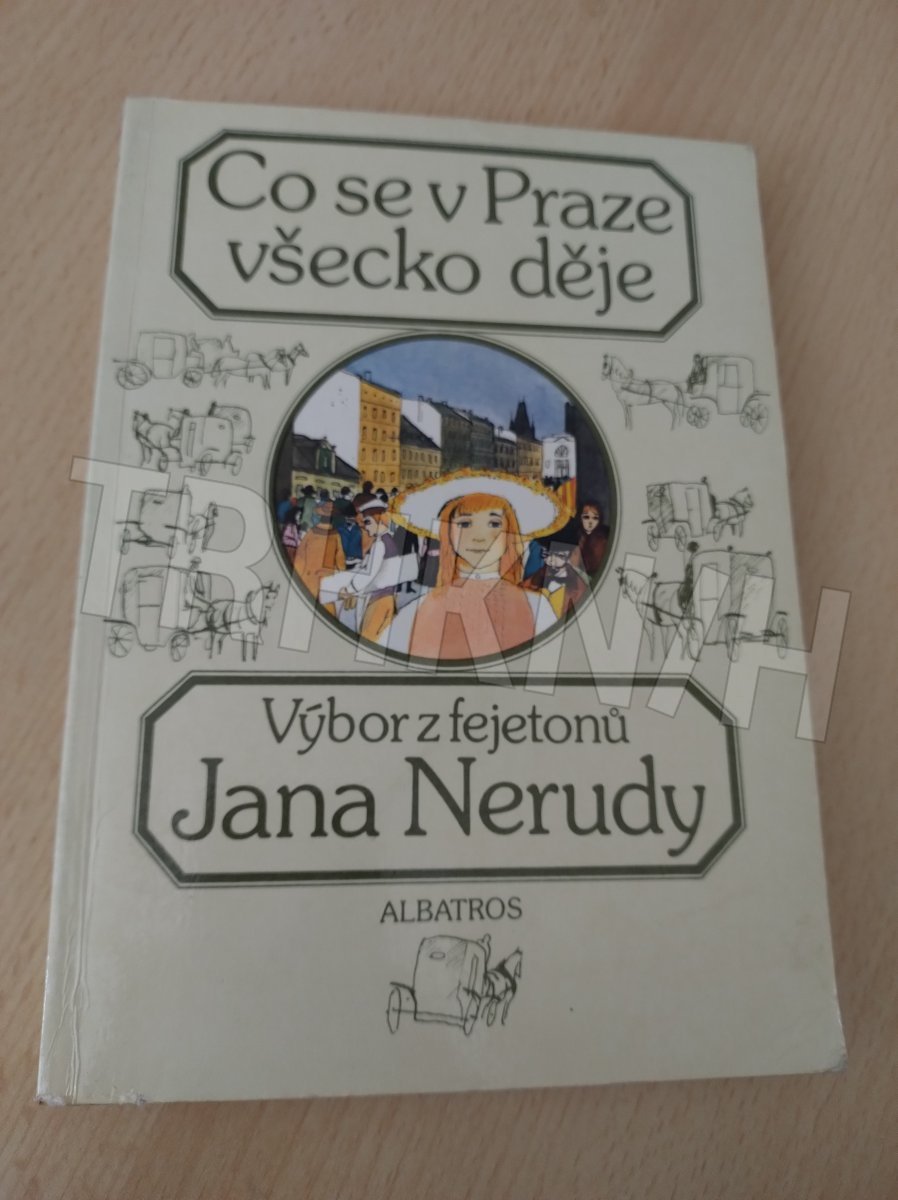 Co se v Praze
všecko děje
Výbor z fejetonů
Jana Nerudy
ALBATROS